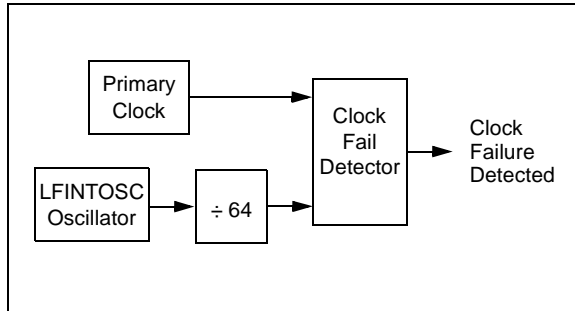 Primary
Clock
Clock
Fail
Detector
Clock
Failure
Detected
LFINTOSC
Oscillator
÷ 64